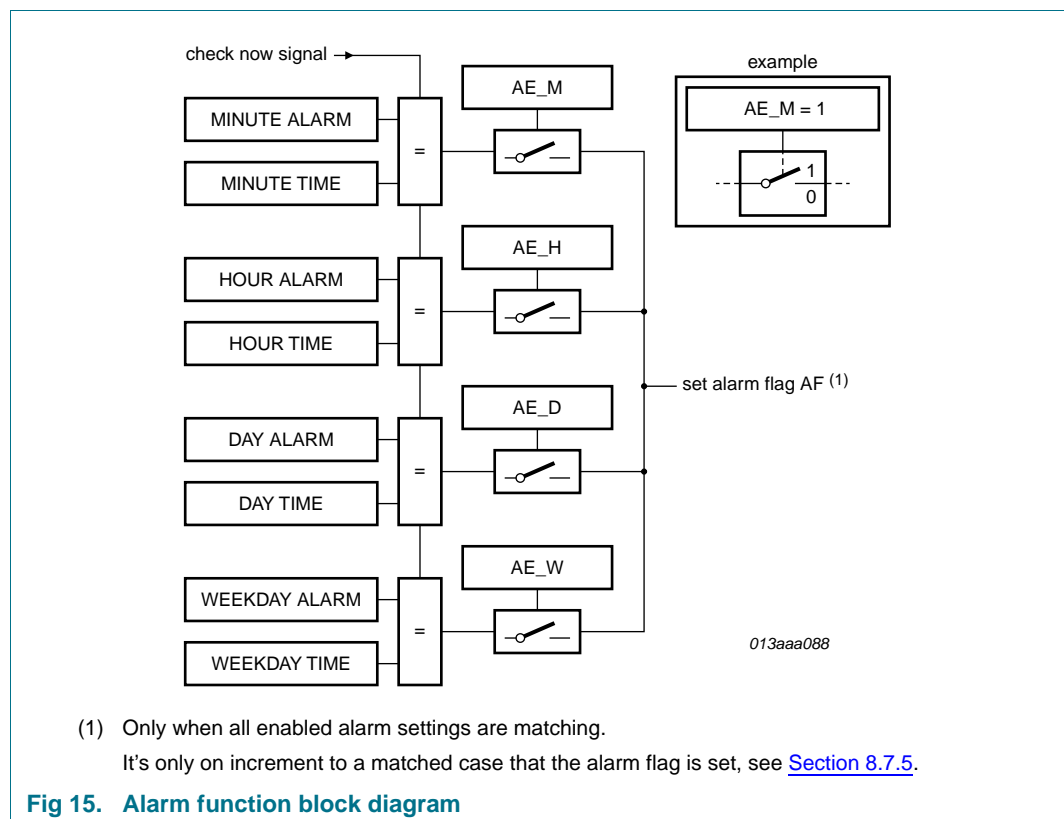 check now signal
example
AE_M
AE_M = 1
MINUTE ALARM
=
1
MINUTE TIME
0
AE_H
HOUR ALARM
=
HOUR TIME
set alarm flag AF (1)
AE_D
DAY ALARM
=
DAY TIME
AE_W
WEEKDAY ALARM
=
013aaa088
WEEKDAY TIME
(1) Only when all enabled alarm settings are matching.
It's only on increment to a matched case that the alarm flag is set, see Section 8.7.5.
Fig 15. Alarm function block diagram